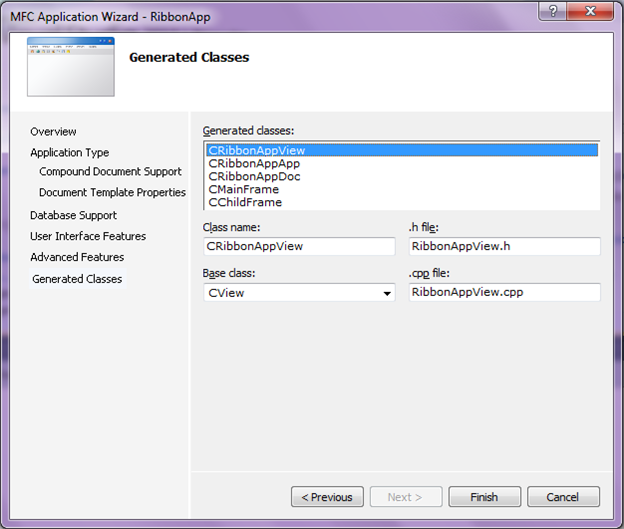 MFC Application Wizard - RibbonApp
?
Generated Classes
Overview
Application Type
Compound Document Support
Document Template Properties
Database Support
User Interface Features
Advanced Features
Generated Classes
Generated classes:
CRibbonAppView
CRibbonAppApp
CRibbonAppDoc
CMainFrame
CChildFrame
Class name:
.h file:
CRibbonAppView
RibbonAppView.h
Base class:
.cpp file:
CView
RibbonAppView.cpp
< Previous
Next >
Finish
Cancel